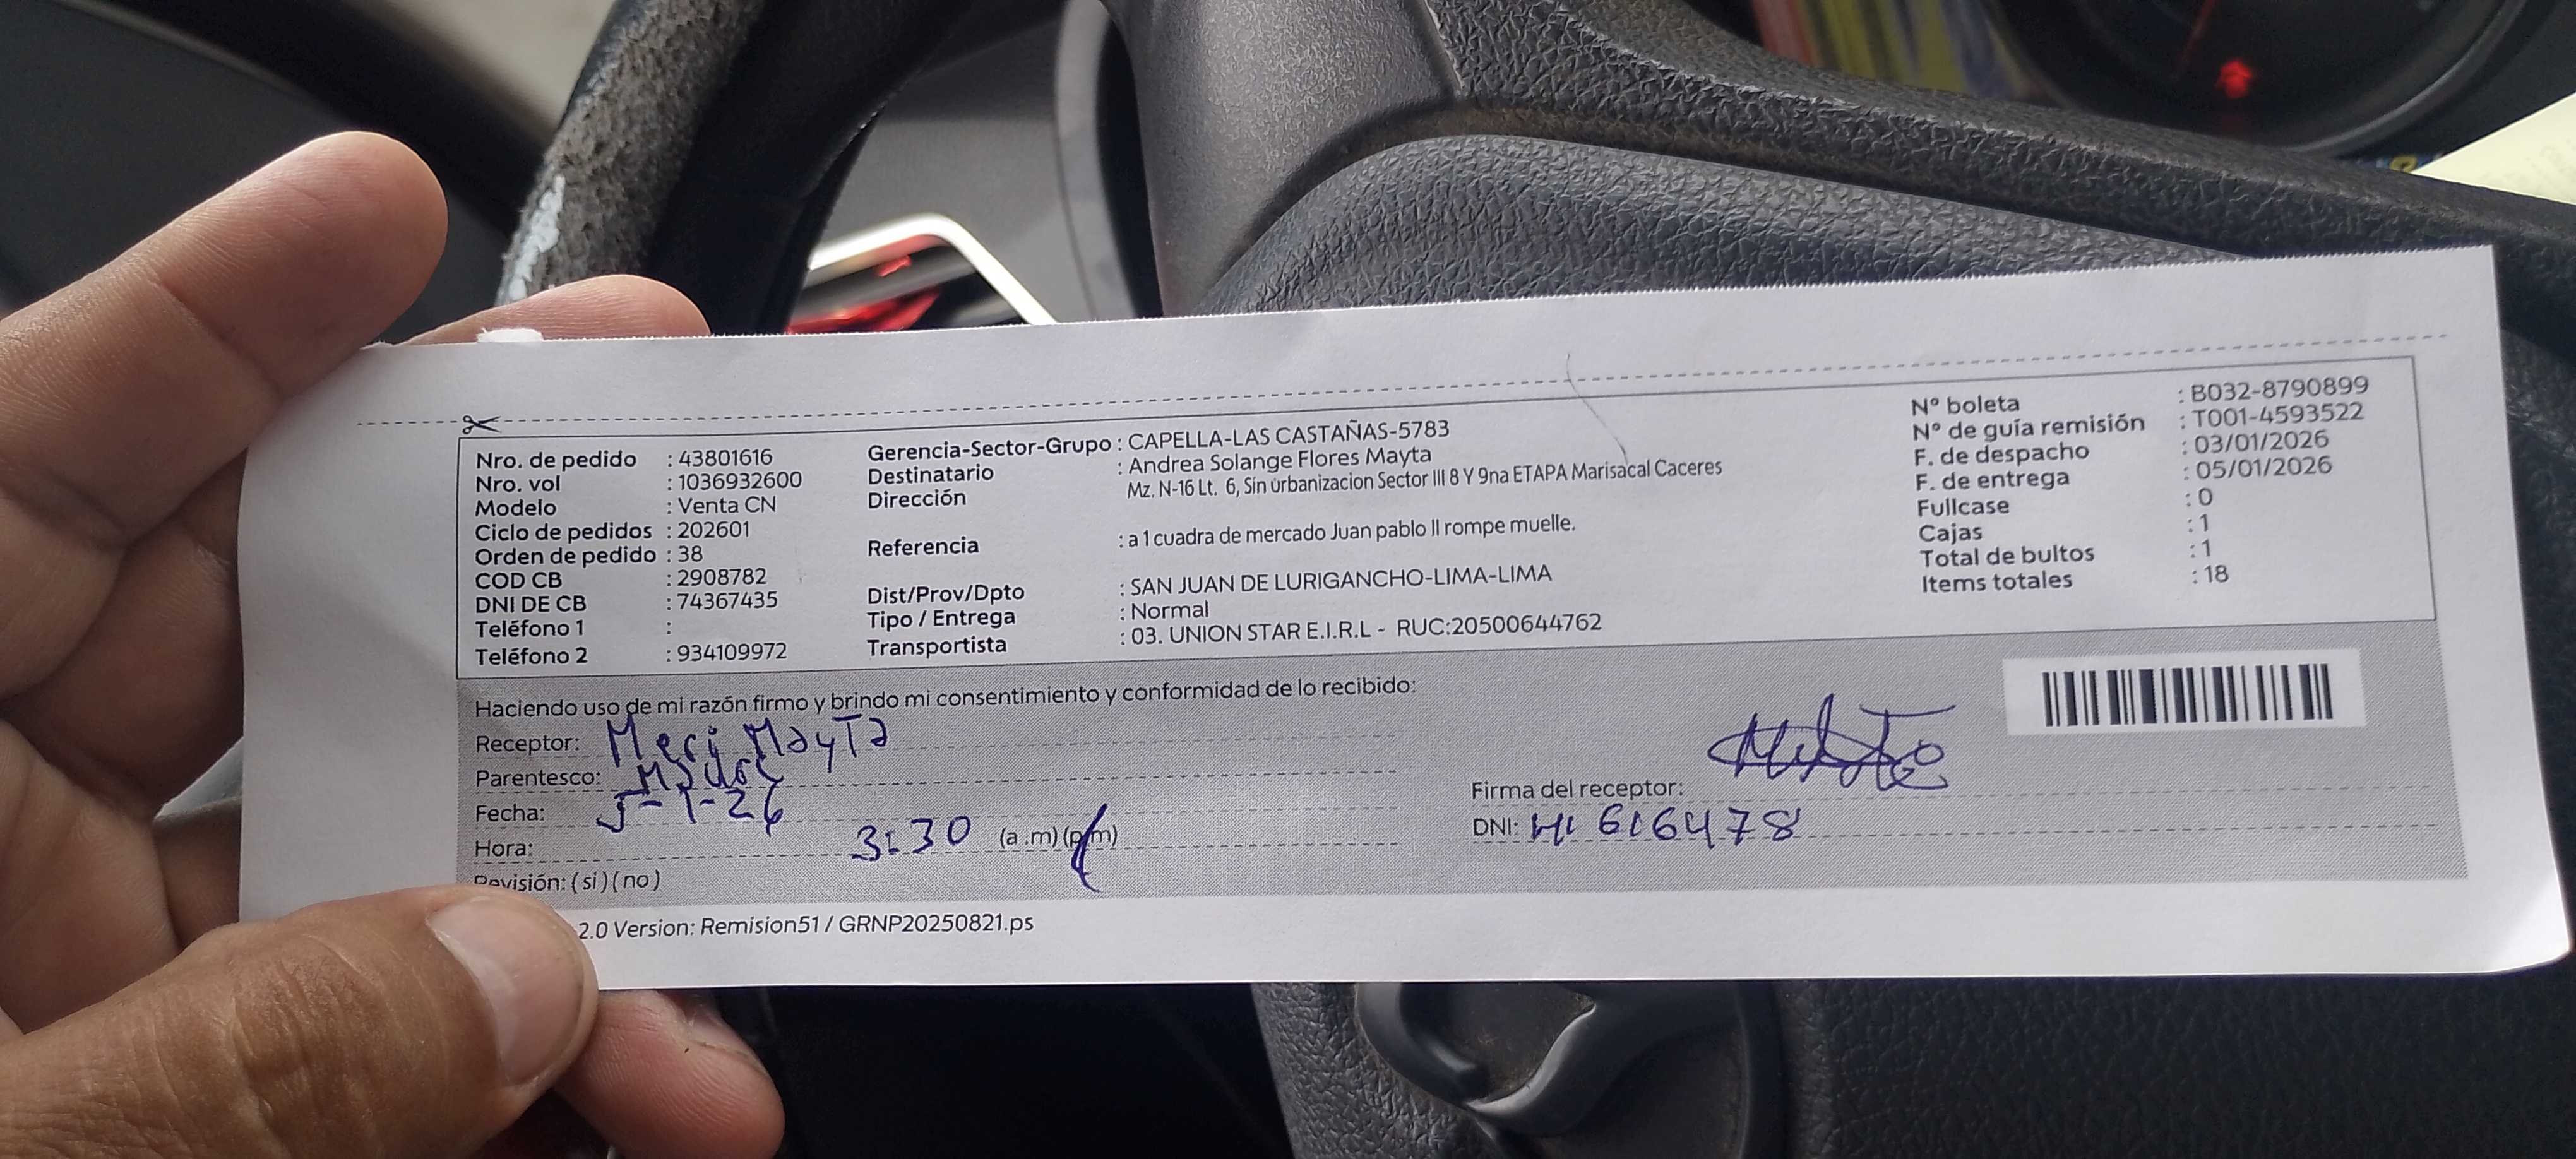 Nro. de pedido : 43801616
Nro. vol : 1036932600
Modelo : Venta CN
Ciclo de pedidos : 202601
Orden de pedido : 38
COD CB : 2908782
DNI DE CB : 74367435
Teléfono 1 :
Teléfono 2 : 934109972
Gerencia-Sector-Grupo : CAPELLA-LAS CASTAÑAS-5783
Destinatario : Andrea Solange Flores Mayta
Dirección Mz. N-16 Lt. 6, Sin urbanizacion Sector III 8 Y 9na ETAPA Marisacal Caceres
Referencia : a 1 cuadra de mercado Juan pablo II rompe muelle.
Dist/Prov/Dpto : SAN JUAN DE LURIGANCHO-LIMA-LIMA
Tipo / Entrega : Normal
Transportista : 03. UNION STAR E.I.R.L - RUC:20500644762
N° boleta : B032-8790899
N° de guía remisión : T001-4593522
F. de despacho : 03/01/2026
F. de entrega : 05/01/2026
Fullcase : 0
Cajas : 1
Total de bultos : 1
Items totales : 18
Haciendo uso de mi razón firmo y brindo mi consentimiento y conformidad de lo recibido:
Receptor: Meri Mayta
Parentesco:
Fecha: 5-1-26
Hora: 3:30 (a .m) (p.m)
Revisión: ( si ) ( no )
Firma del receptor:
DNI: 616478
2.0 Version: Remision51 / GRNP20250821.ps